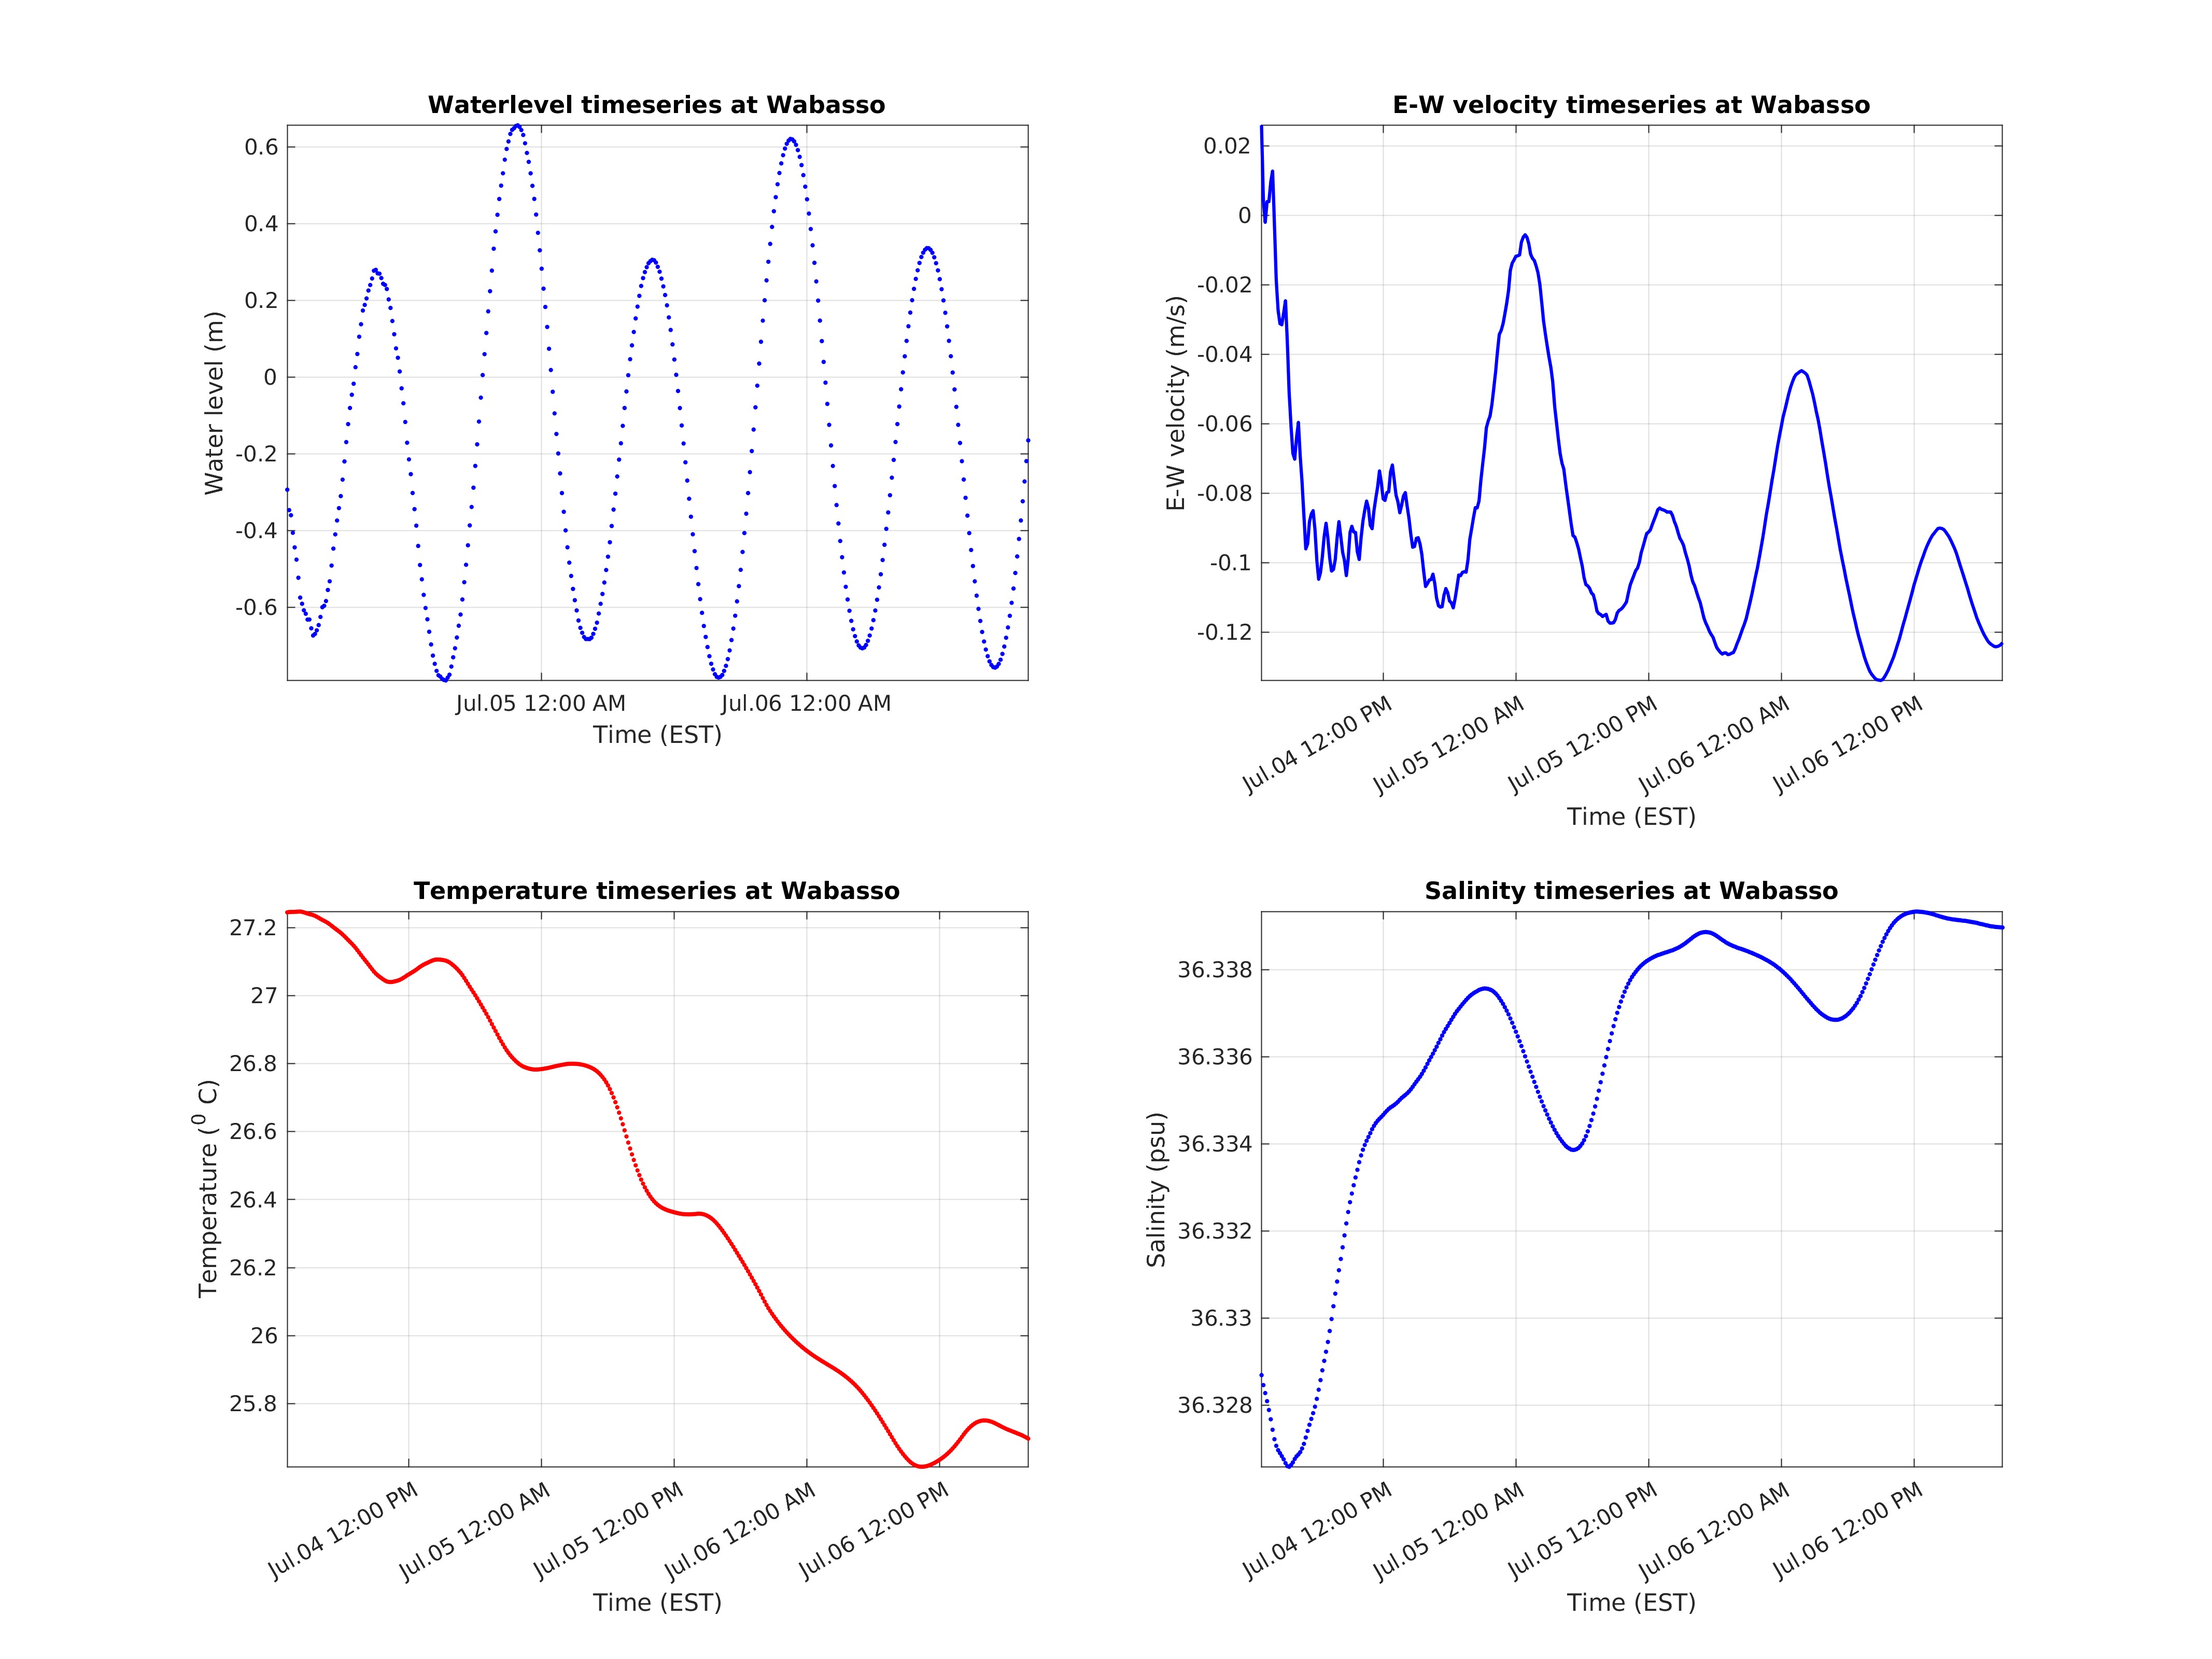 Waterlevel timeseries at Wabasso
0.6
0.4
0.2
0
-0.2
-0.4
-0.6
Water level (m)
Jul.05 12:00 AM
Jul.06 12:00 AM
Time (EST)
E-W velocity timeseries at Wabasso
0.02
0
-0.02
-0.04
-0.06
-0.08
-0.1
-0.12
E-W velocity (m/s)
Jul.04 12:00 PM
Jul.05 12:00 AM
Jul.05 12:00 PM
Jul.06 12:00 AM
Jul.06 12:00 PM
Time (EST)
Temperature timeseries at Wabasso
27.2
27
26.8
26.6
26.4
26.2
26
25.8
Temperature (⁰ C)
Jul.04 12:00 PM
Jul.05 12:00 AM
Jul.05 12:00 PM
Jul.06 12:00 AM
Jul.06 12:00 PM
Time (EST)
Salinity timeseries at Wabasso
36.338
36.336
36.334
36.332
36.33
36.328
Salinity (psu)
Jul.04 12:00 PM
Jul.05 12:00 AM
Jul.05 12:00 PM
Jul.06 12:00 AM
Jul.06 12:00 PM
Time (EST)